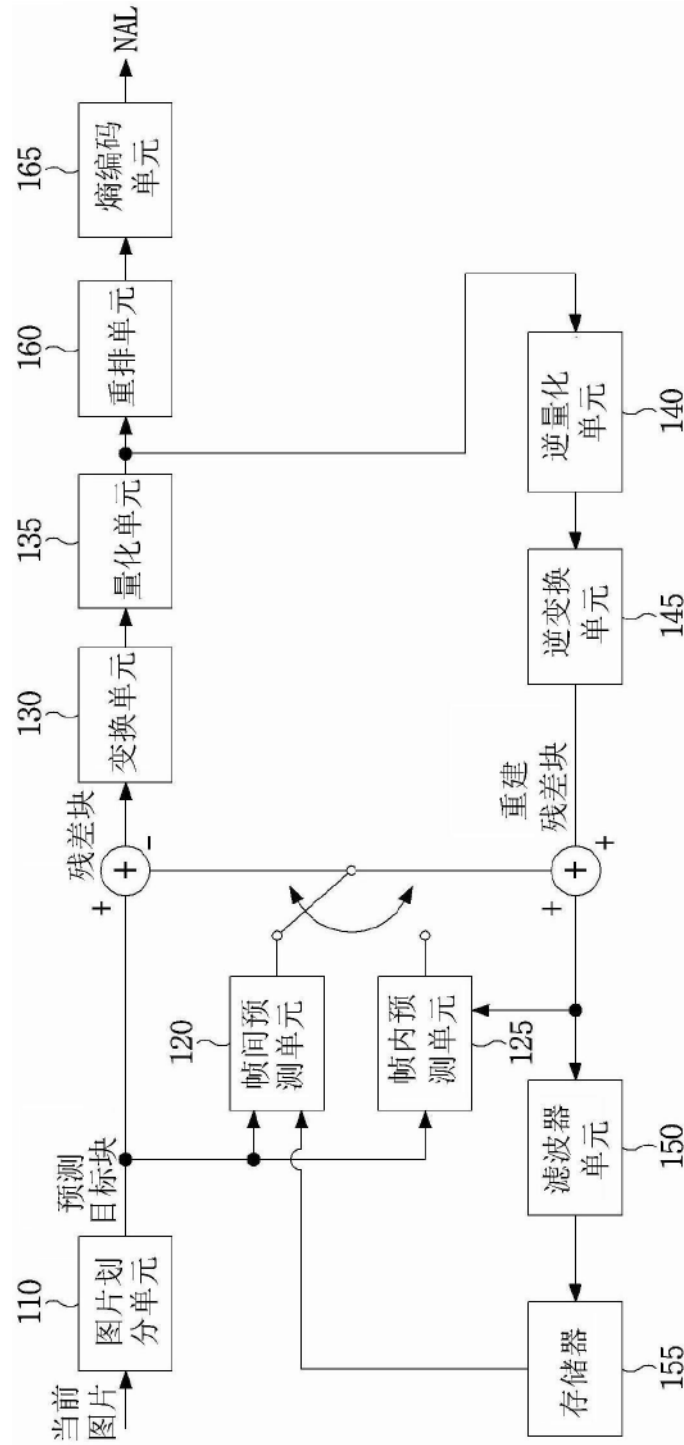 当前
图片
110
图片划
分单元
预测
目标块
+
+
-
残差块
130
变换单元
135
量化单元
160
重排单元
165
熵编码
单元
NAL
120
帧间预
测单元
帧内预
测单元
125
155
存储器
150
滤波器
单元
+
+
+
重建
残差块
145
逆变换
单元
140
逆量化
单元